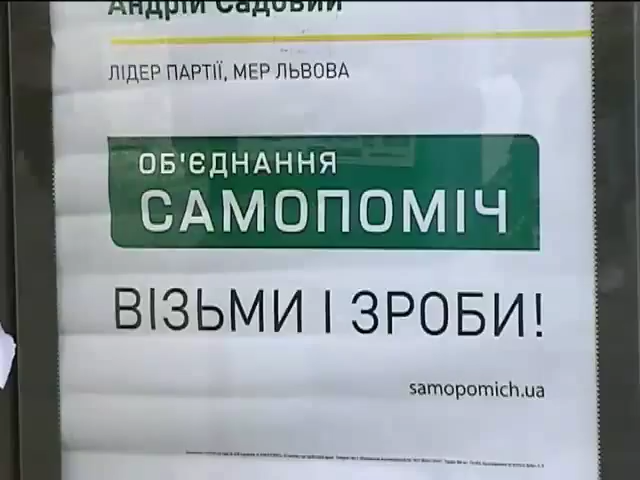 Андрій Садовий
ЛІДЕР ПАРТІЇ, МЕР ЛЬВОВА
ОБ'ЄДНАННЯ
САМОПОМІЧ
ВІЗЬМИ І ЗРОБИ!
samopomich.ua